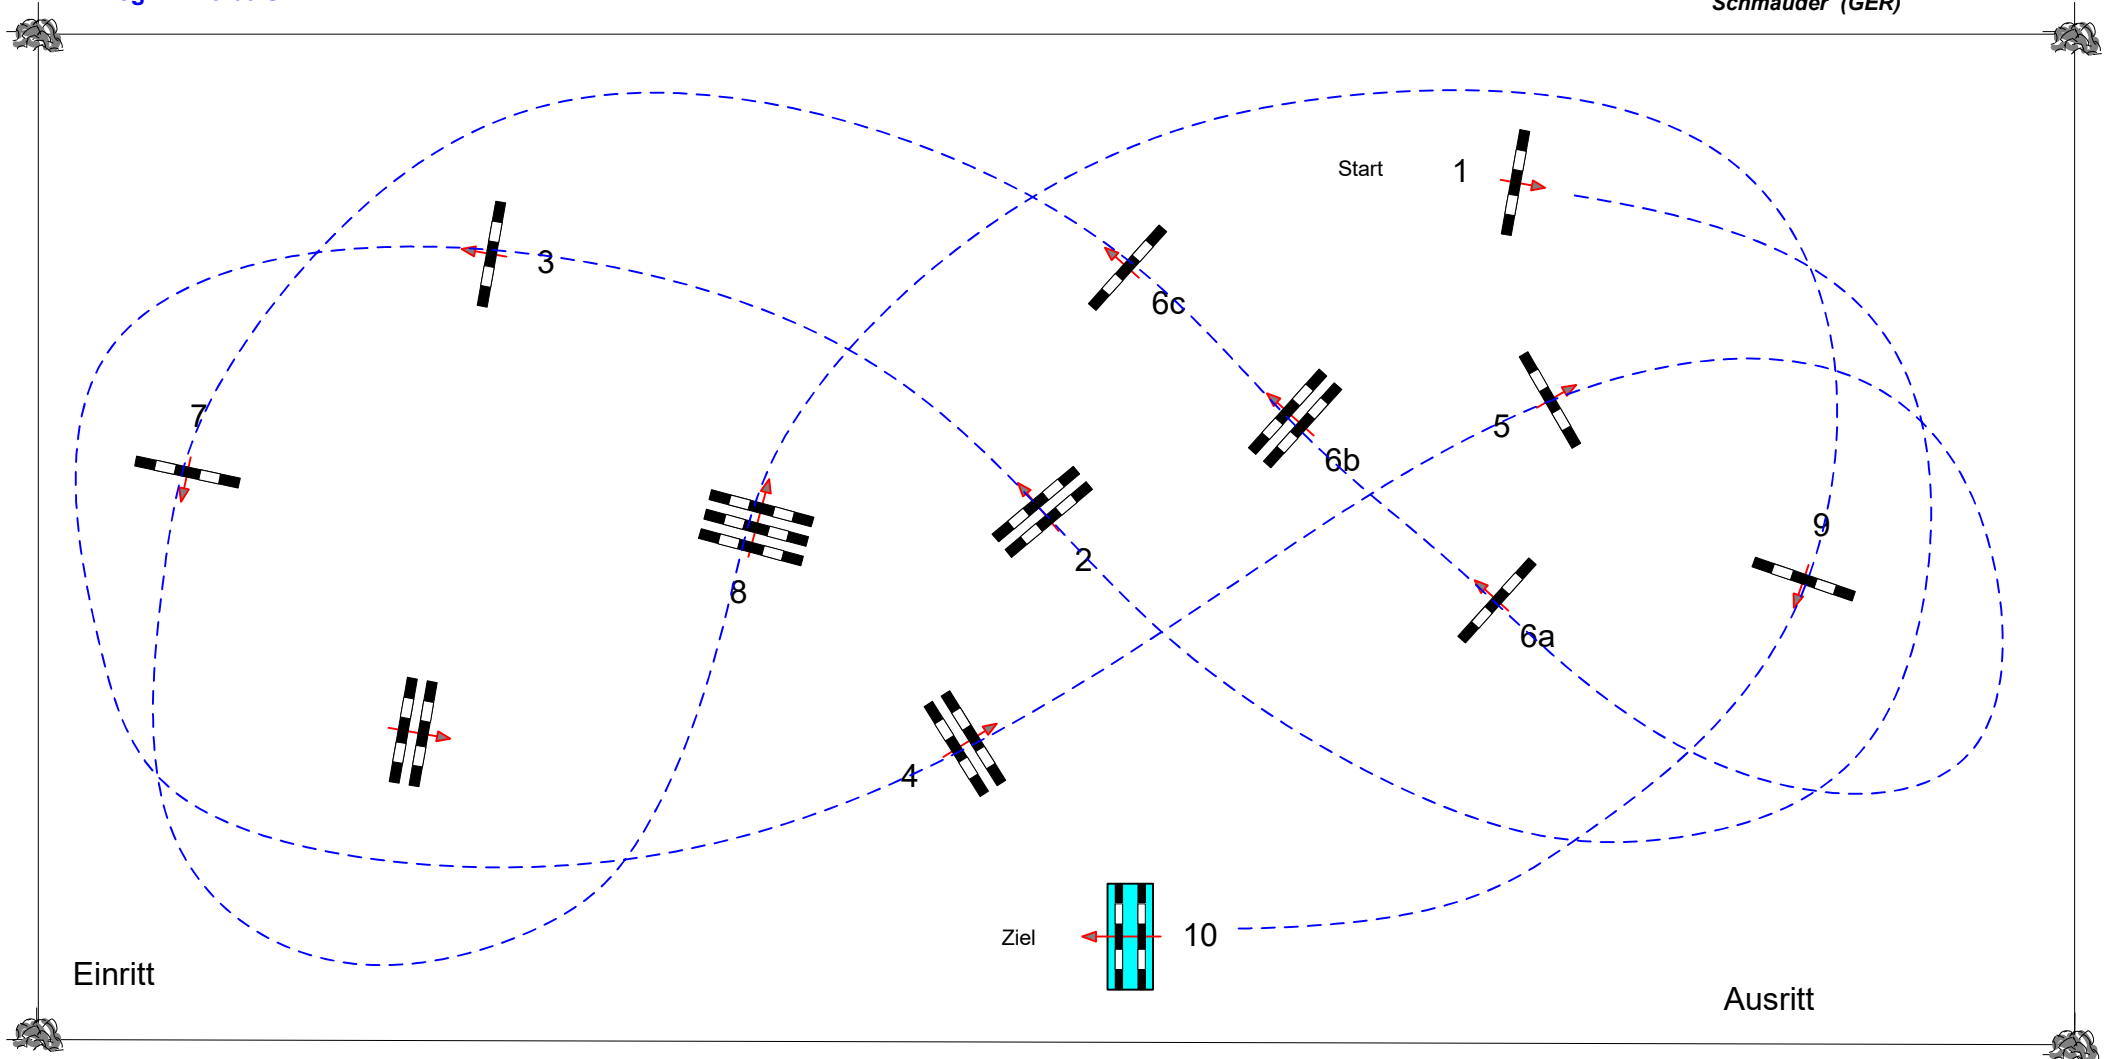 Schmauder (GER)
Start
1
3
6c
7
5
6b
9
2
8
6a
4
Ziel
10
Einritt
Ausritt